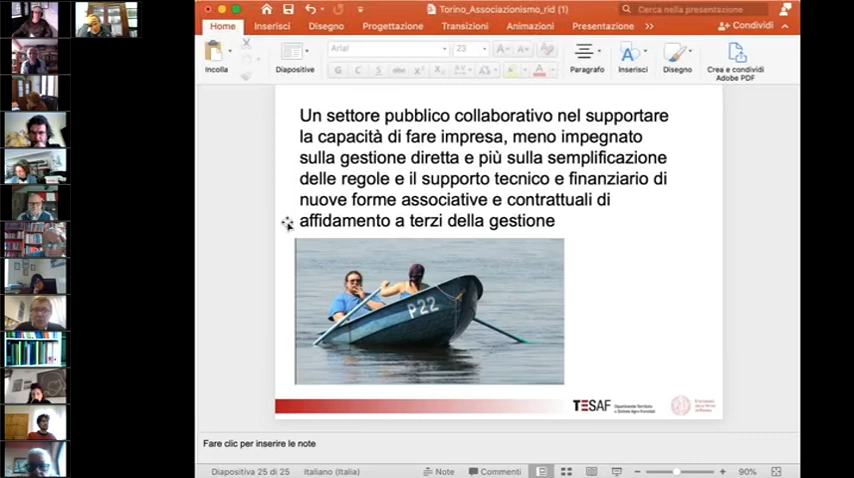 Torino_Associazionismo_rid (1)
Cerca nella presentazione
Home Inserisci Disegno Progettazione Transizioni Animazioni Presentazione >> Condividi
Arial 23
G C S abc X X
Incolla Diapositive Paragrafo Inserisci Disegno Crea e condividi
Adobe PDF
Un settore pubblico collaborativo nel supportare
la capacità di fare impresa, meno impegnato
sulla gestione diretta e più sulla semplificazione
delle regole e il supporto tecnico e finanziario di
nuove forme associative e contrattuali di
affidamento a terzi della gestione
P22
TESAF
Fare clic per inserire le note
Diapositiva 25 di 25 Italiano (Italia) Note Commenti 90%